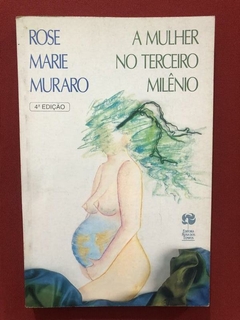 ROSE
MARIE
MURARO
4ª EDIÇÃO
A MULHER
NO TERCEIRO
MILÊNIO